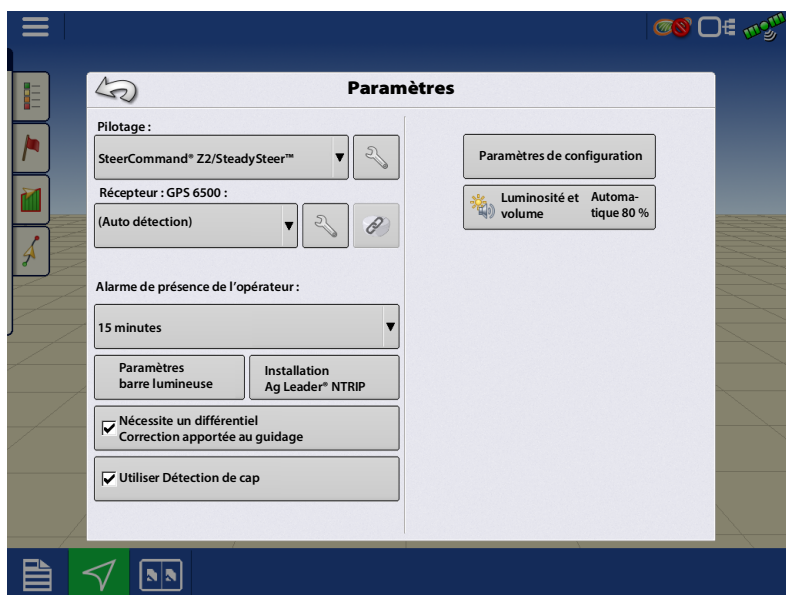 Paramètres
Pilotage :
SteerCommand® Z2/SteadySteer™
Récepteur : GPS 6500 :
(Auto détection)
Alarme de présence de l'opérateur :
15 minutes
Paramètres
barre lumineuse
Installation
Ag Leader® NTRIP
Nécessite un différentiel
Correction apportée au guidage
Utiliser Détection de cap
Paramètres de configuration
Luminosité et
volume
Automa-
tique 80 %